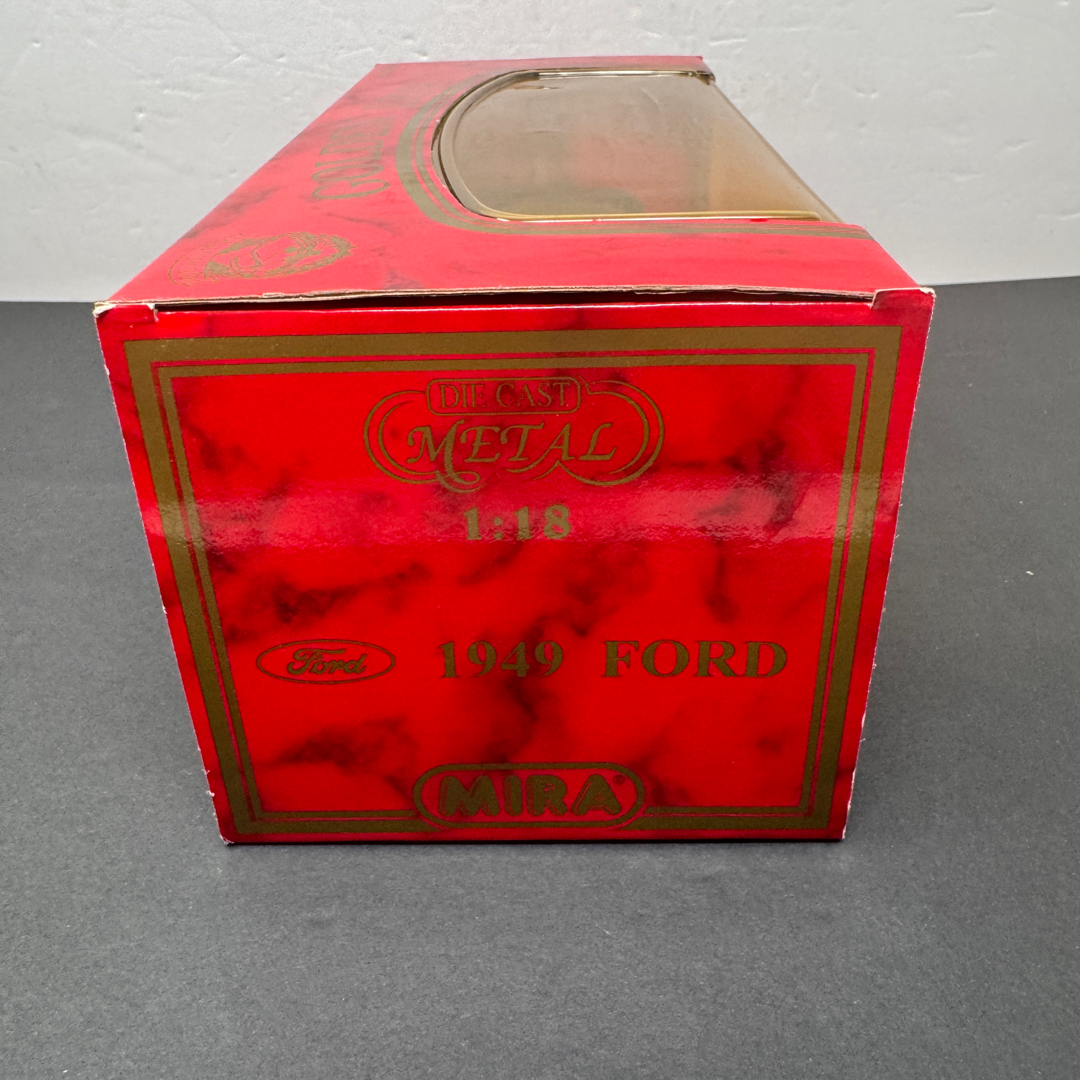 DIE CAST
METAL
1:18
Ford 1949 FORD
MIRA®